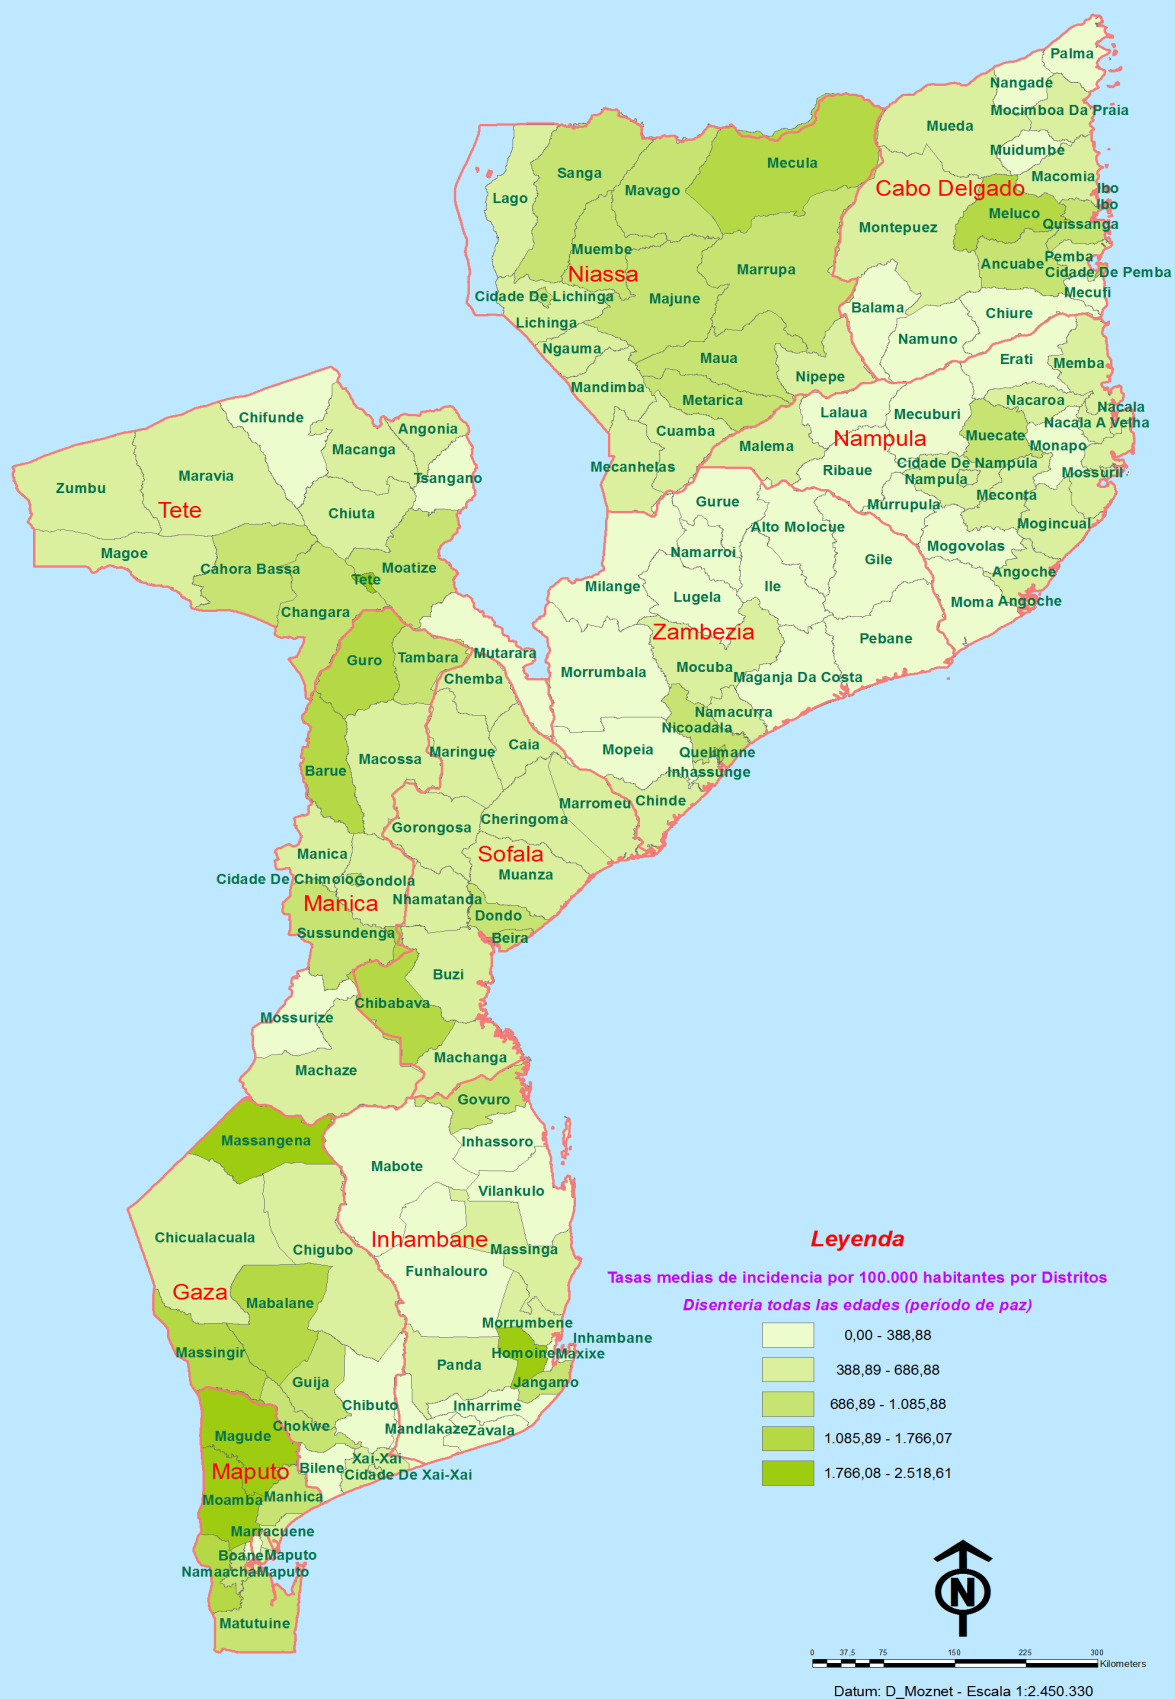 Palma
Nangade
Mocimboa Da Praia
Mueda
Muidumbe
Mecula
Sanga
Macomia
Mavago
Cabo Delgado
Ibo
Lago
Ibo
Meluco
Quissanga
Montepuez
Muembe
Pemba
Ancuabe
Marrupa
Niassa
Cidade De Pemba
Mecufi
Cidade De Lichinga
Majune
Balama
Chiure
Lichinga
Namuno
Ngauma
Maua
Erati
Memba
Nipepe
Mandimba
Metarica
Nacaroa
Nacala
Lalaua
Mecuburi
Chifunde
Nacala A Velha
Angonia
Cuamba
Muecate
Nampula
Monapo
Macanga
Malema
Cidade De Nampula
Mecanhelas
Ribaue
Mossuril
Maravia
Tsangano
Nampula
Zumbu
Meconta
Gurue
Murrupula
Tete
Chiuta
Mogincual
Alto Molocue
Mogovolas
Magoe
Namarroi
Gile
Cahora Bassa
Moatize
Angoche
Tete
Milange
Ile
Lugela
Moma
Angoche
Changara
Zambezia
Pebane
Mutarara
Guro
Tambara
Mocuba
Morrumbala
Maganja Da Costa
Chemba
Namacurra
Nicoadala
Caia
Maringue
Mopeia
Quelimane
Macossa
Barue
Inhassunge
Marromeu
Chinde
Cheringoma
Gorongosa
Manica
Sofala
Muanza
Cidade De Chimoio
Gondola
Nhamatanda
Manica
Dondo
Sussundenga
Beira
Buzi
Chibabava
Mossurize
Machanga
Machaze
Govuro
Massangena
Inhassoro
Mabote
Vilankulo
Chicualacuala
Inhambane
Chigubo
Massinga
Funhalouro
Gaza
Mabalane
Morrumbene
Inhambane
Massingir
Homoine
Maxixe
Panda
Guija
Jangamo
Chibuto
Inharrime
Chokwe
Mandlakaze
Zavala
Magude
Xai-Xai
Bilene
Maputo
Cidade De Xai-Xai
Manhica
Moamba
Marracuene
Boane
Maputo
Namaacha
Maputo
Matutuine
Leyenda
Tasas medias de incidencia por 100.000 habitantes por Distritos
Disenteria todas las edades (período de paz)
0,00 - 388,88
388,89 - 686,88
686,89 - 1.085,88
1.085,89 - 1.766,07
1.766,08 - 2.518,61
N
0 37,5 75 150 225 300
Kilometers
Datum: D_Moznet - Escala 1:2.450.330